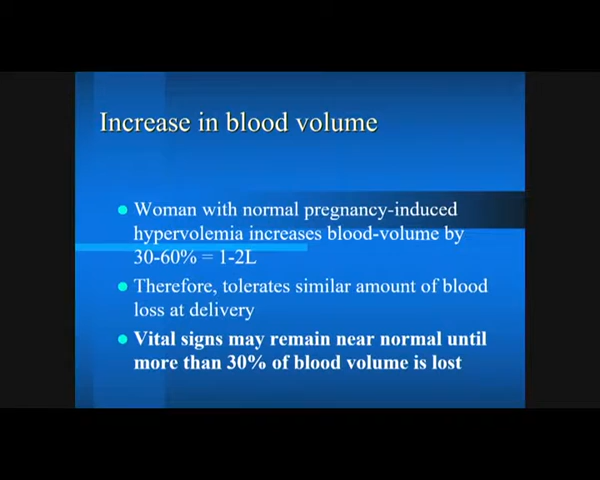 Increase in blood volume
Woman with normal pregnancy-induced
hypervolemia increases blood-volume by
30-60% = 1-2L
Therefore, tolerates similar amount of blood
loss at delivery
Vital signs may remain near normal until
more than 30% of blood volume is lost